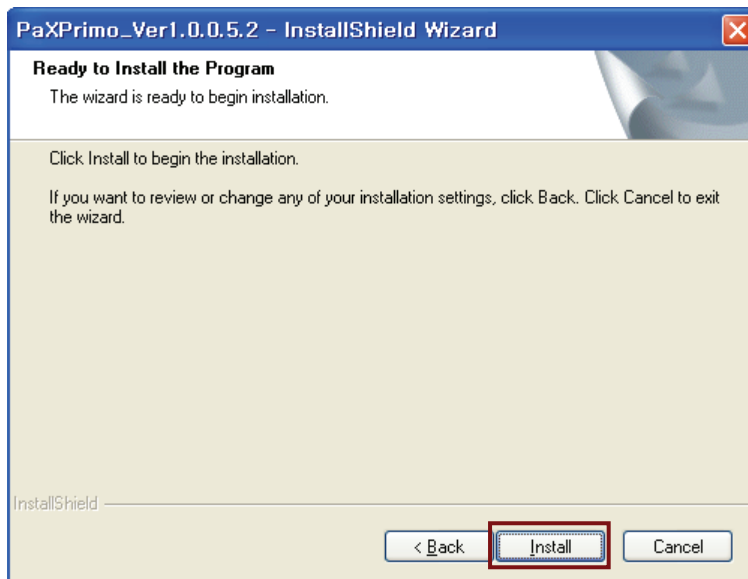 PaXPrimo_Ver1.0.0.5.2 - InstallShield Wizard
Ready to Install the Program
The wizard is ready to begin installation.
Click Install to begin the installation.
If you want to review or change any of your installation settings, click Back. Click Cancel to exit
the wizard.
InstallShield
< Back Install Cancel